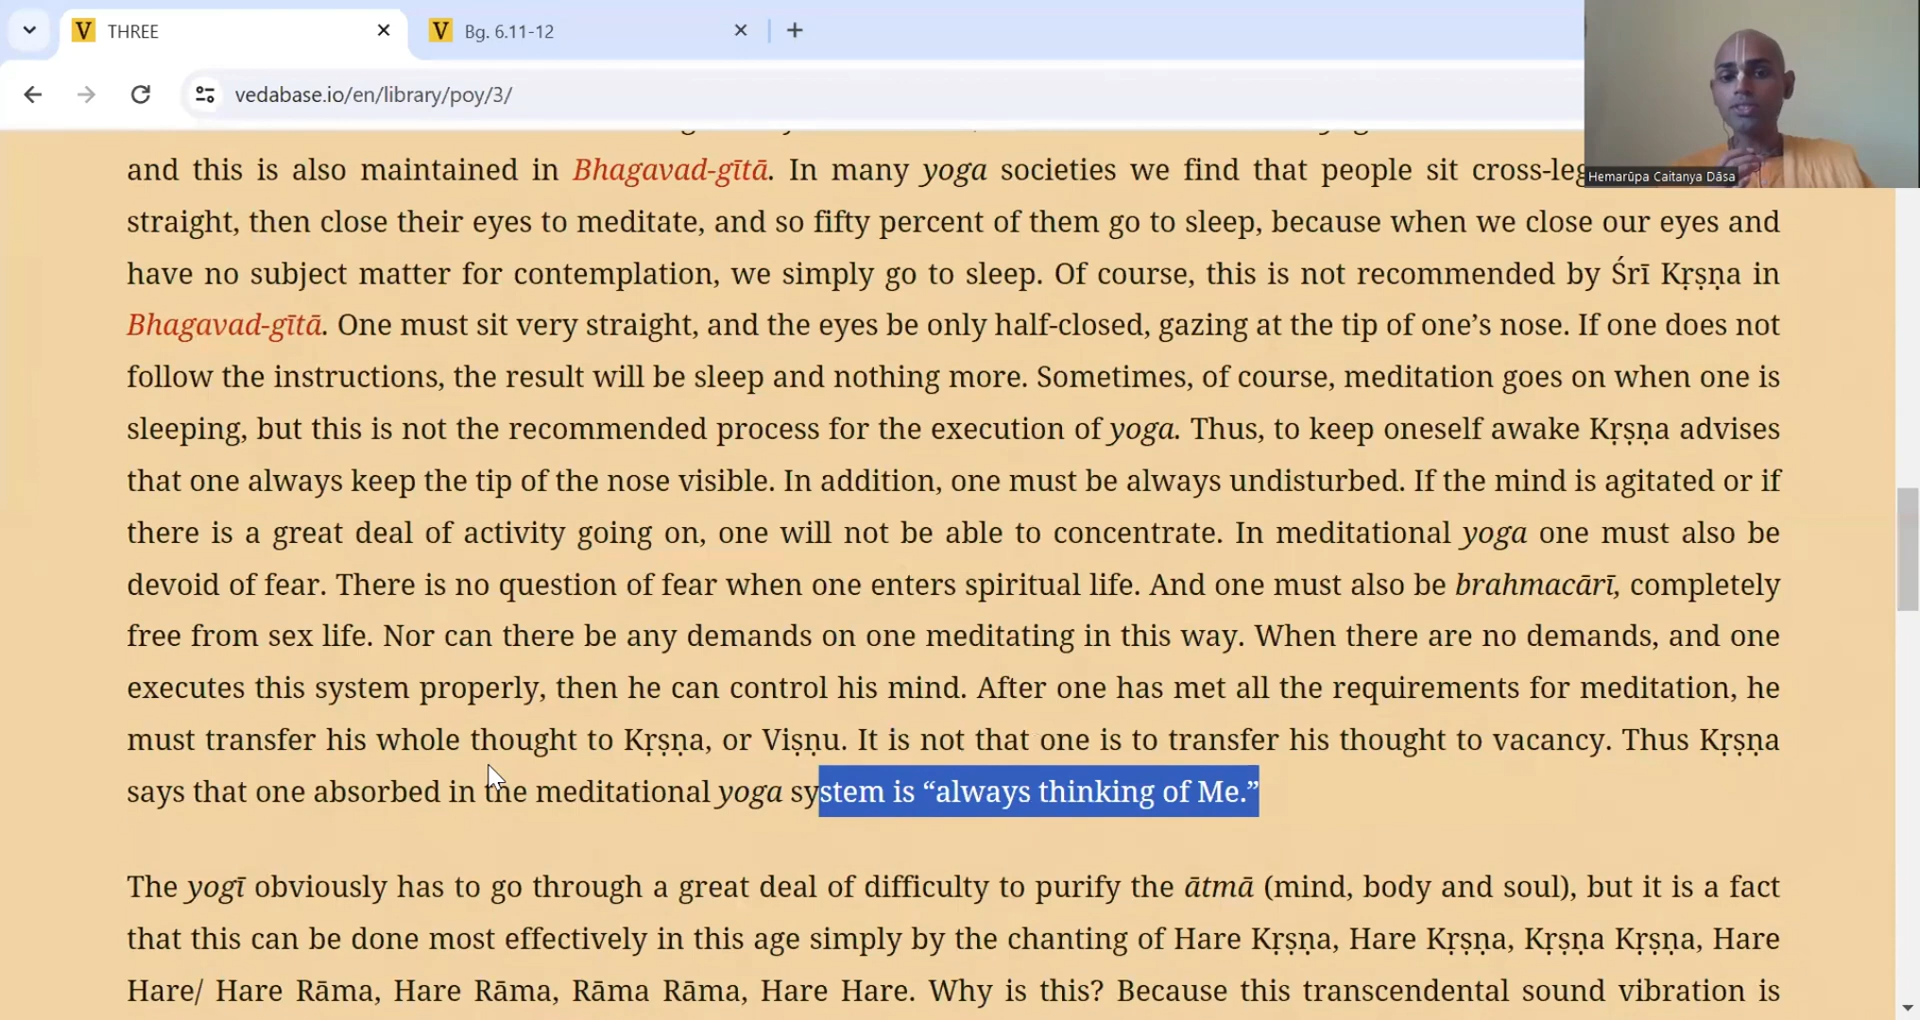 THREE
Bg. 6.11-12
vedabase.io/en/library/poy/3/
Hemarūpa Caitanya Dāsa
and this is also maintained in Bhagavad-gītā. In many yoga societies we find that people sit cross-leg
straight, then close their eyes to meditate, and so fifty percent of them go to sleep, because when we close our eyes and
have no subject matter for contemplation, we simply go to sleep. Of course, this is not recommended by Śrī Kṛṣṇa in
Bhagavad-gītā. One must sit very straight, and the eyes be only half-closed, gazing at the tip of one’s nose. If one does not
follow the instructions, the result will be sleep and nothing more. Sometimes, of course, meditation goes on when one is
sleeping, but this is not the recommended process for the execution of yoga. Thus, to keep oneself awake Kṛṣṇa advises
that one always keep the tip of the nose visible. In addition, one must be always undisturbed. If the mind is agitated or if
there is a great deal of activity going on, one will not be able to concentrate. In meditational yoga one must also be
devoid of fear. There is no question of fear when one enters spiritual life. And one must also be brahmacārī, completely
free from sex life. Nor can there be any demands on one meditating in this way. When there are no demands, and one
executes this system properly, then he can control his mind. After one has met all the requirements for meditation, he
must transfer his whole thought to Kṛṣṇa, or Viṣṇu. It is not that one is to transfer his thought to vacancy. Thus Kṛṣṇa
says that one absorbed in the meditational yoga system is “always thinking of Me.”
The yogī obviously has to go through a great deal of difficulty to purify the ātmā (mind, body and soul), but it is a fact
that this can be done most effectively in this age simply by the chanting of Hare Kṛṣṇa, Hare Kṛṣṇa, Kṛṣṇa Kṛṣṇa, Hare
Hare/ Hare Rāma, Hare Rāma, Rāma Rāma, Hare Hare. Why is this? Because this transcendental sound vibration is